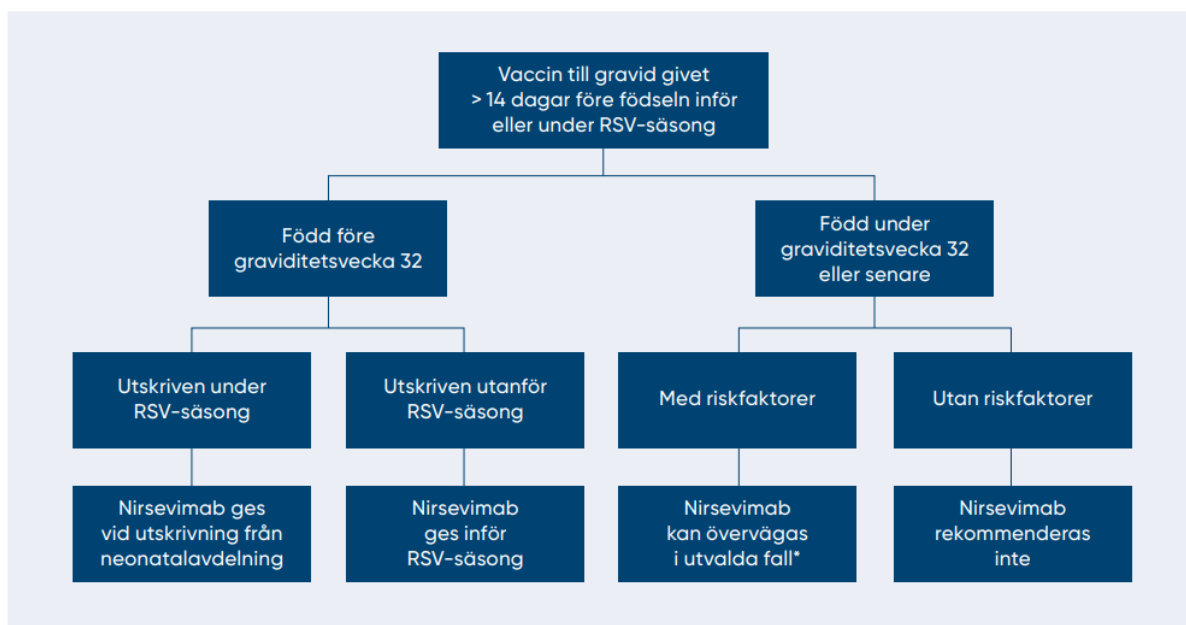 Vaccin till gravid givet
> 14 dagar före födseln inför
eller under RSV-säsong
Född före
graviditetsvecka 32
Född under
graviditetsvecka 32
eller senare
Utskriven under
RSV-säsong
Utskriven utanför
RSV-säsong
Med riskfaktorer
Utan riskfaktorer
Nirsevimab ges
vid utskrivning från
neonatalavdelning
Nirsevimab
ges inför
RSV-säsong
Nirsevimab
kan övervägas
i utvalda fall*
Nirsevimab
rekommenderas
inte